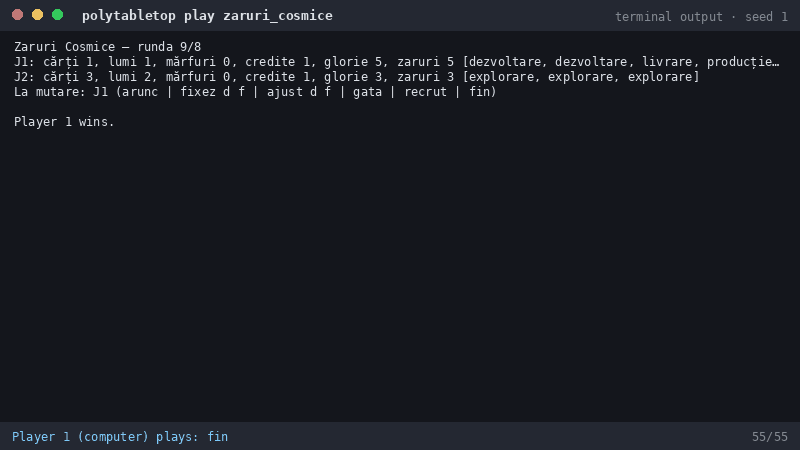 polytabletop play zaruri_cosmice
terminal output · seed 1
Zaruri Cosmice — runda 9/8
J1: cărți 1, lumi 1, mărfuri 0, credite 1, glorie 5, zaruri 5 [dezvoltare, dezvoltare, livrare, producție…
J2: cărți 3, lumi 2, mărfuri 0, credite 1, glorie 3, zaruri 3 [explorare, explorare, explorare]
La mutare: J1 (arunc | fixez d f | ajust d f | gata | recrut | fin)
Player 1 wins.
Player 1 (computer) plays: fin
55/55